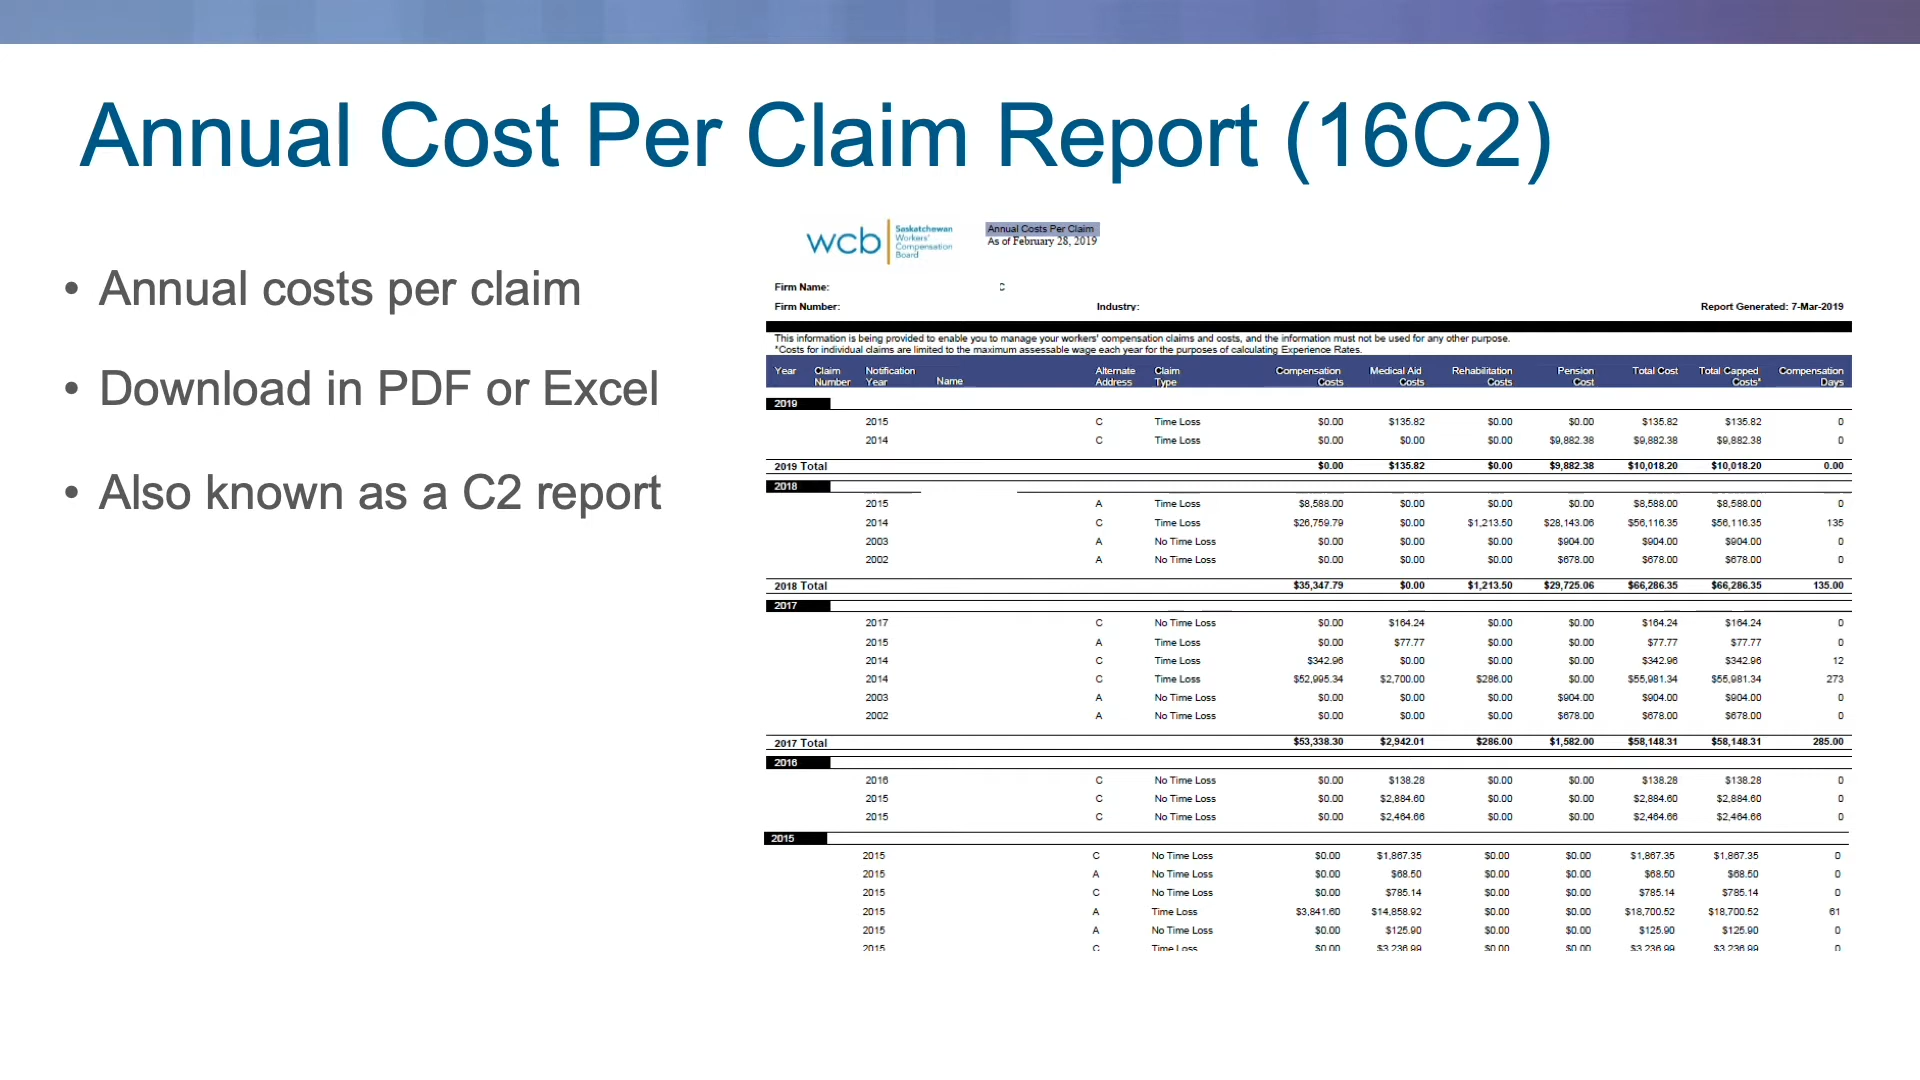 Annual Cost Per Claim Report (16C2)
• Annual costs per claim
• Download in PDF or Excel
• Also known as a C2 report
wcb Saskatchewan Workers' Compensation Board
Annual Costs Per Claim
As of February 28, 2019
Firm Name: C
Firm Number: Industry: Report Generated: 7-Mar-2019
This information is being provided to enable you to manage your workers' compensation claims and costs, and the information must not be used for any other purpose.
*Costs for individual claims are limited to the maximum assessable wage each year for the purposes of calculating Experience Rates.
Year Claim Number Notification Year Name Alternate Address Claim Type Compensation Costs Medical Aid Costs Rehabilitation Costs Pension Cost Total Cost Total Capped Costs* Compensation Days
2019
2015 C Time Loss $0.00 $135.82 $0.00 $0.00 $135.82 $135.82 0
2014 C Time Loss $0.00 $0.00 $0.00 $9,882.38 $9,882.38 $9,882.38 0
2019 Total $0.00 $135.82 $0.00 $9,882.38 $10,018.20 $10,018.20 0.00
2018
2015 A Time Loss $8,588.00 $0.00 $0.00 $0.00 $8,588.00 $8,588.00 0
2014 C Time Loss $26,759.79 $0.00 $1,213.50 $28,143.06 $56,116.35 $56,116.35 135
2003 A No Time Loss $0.00 $0.00 $0.00 $904.00 $904.00 $904.00 0
2002 A No Time Loss $0.00 $0.00 $0.00 $678.00 $678.00 $678.00 0
2018 Total $35,347.79 $0.00 $1,213.50 $29,725.06 $66,286.35 $66,286.35 135.00
2017
2017 C No Time Loss $0.00 $164.24 $0.00 $0.00 $164.24 $164.24 0
2015 A Time Loss $0.00 $77.77 $0.00 $0.00 $77.77 $77.77 0
2014 C Time Loss $342.96 $0.00 $0.00 $0.00 $342.96 $342.96 12
2014 C Time Loss $52,995.34 $2,700.00 $286.00 $0.00 $55,981.34 $55,981.34 273
2003 A No Time Loss $0.00 $0.00 $0.00 $904.00 $904.00 $904.00 0
2002 A No Time Loss $0.00 $0.00 $0.00 $678.00 $678.00 $678.00 0
2017 Total $53,338.30 $2,942.01 $286.00 $1,582.00 $58,148.31 $58,148.31 285.00
2016
2016 C No Time Loss $0.00 $138.28 $0.00 $0.00 $138.28 $138.28 0
2015 C No Time Loss $0.00 $2,884.60 $0.00 $0.00 $2,884.60 $2,884.60 0
2015 C No Time Loss $0.00 $2,464.66 $0.00 $0.00 $2,464.66 $2,464.66 0
2015
2015 C No Time Loss $0.00 $1,867.35 $0.00 $0.00 $1,867.35 $1,867.35 0
2015 A No Time Loss $0.00 $68.50 $0.00 $0.00 $68.50 $68.50 0
2015 C No Time Loss $0.00 $785.14 $0.00 $0.00 $785.14 $785.14 0
2015 A Time Loss $3,841.60 $14,858.92 $0.00 $0.00 $18,700.52 $18,700.52 61
2015 A No Time Loss $0.00 $125.90 $0.00 $0.00 $125.90 $125.90 0
2015 C Time Loss $0.00 $3,236.99 $0.00 $0.00 $3,236.99 $3,236.99 0